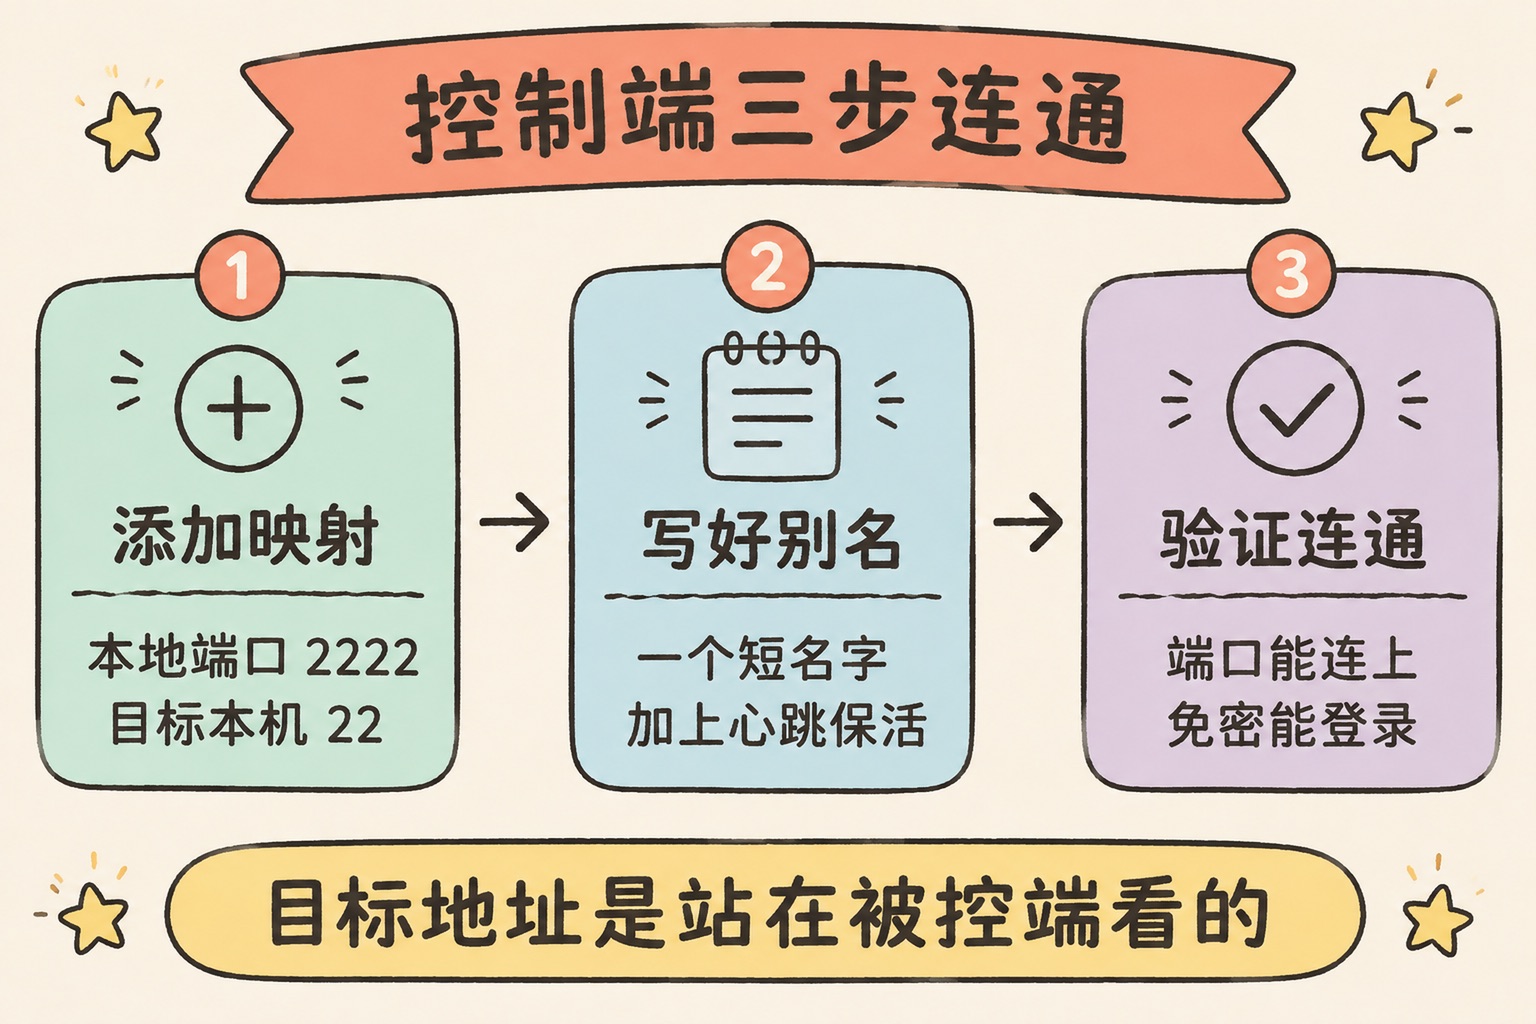 控制端三步连通
1
添加映射
本地端口 2222
目标本机 22
2
写好别名
一个短名字
加上心跳保活
3
验证连通
端口能连上
免密能登录
目标地址是站在被控端看的